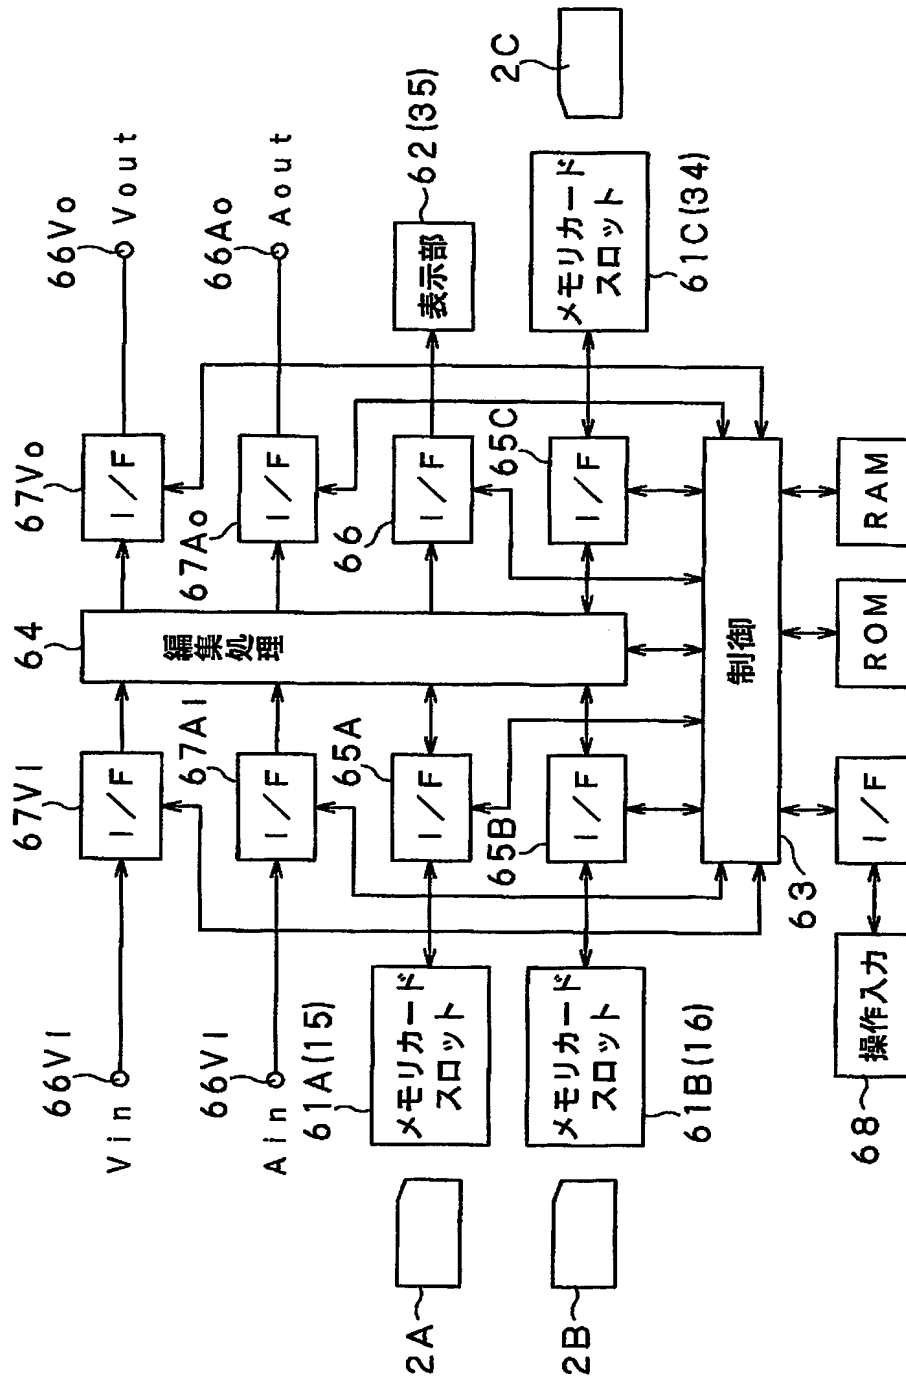 66VI
Vin
67VI
I/F
64
編集処理
67Vo
I/F
66Vo
Vout
66VI
Ain
67AI
I/F
67Ao
I/F
66Ao
Aout
2A
61A(15)
メモリカード
スロット
65A
I/F
66
I/F
表示部
62(35)
2B
メモリカード
スロット
61B(16)
65B
I/F
65C
I/F
メモリカード
スロット
61C(34)
2C
63
制御
68
操作入力
I/F
ROM
RAM